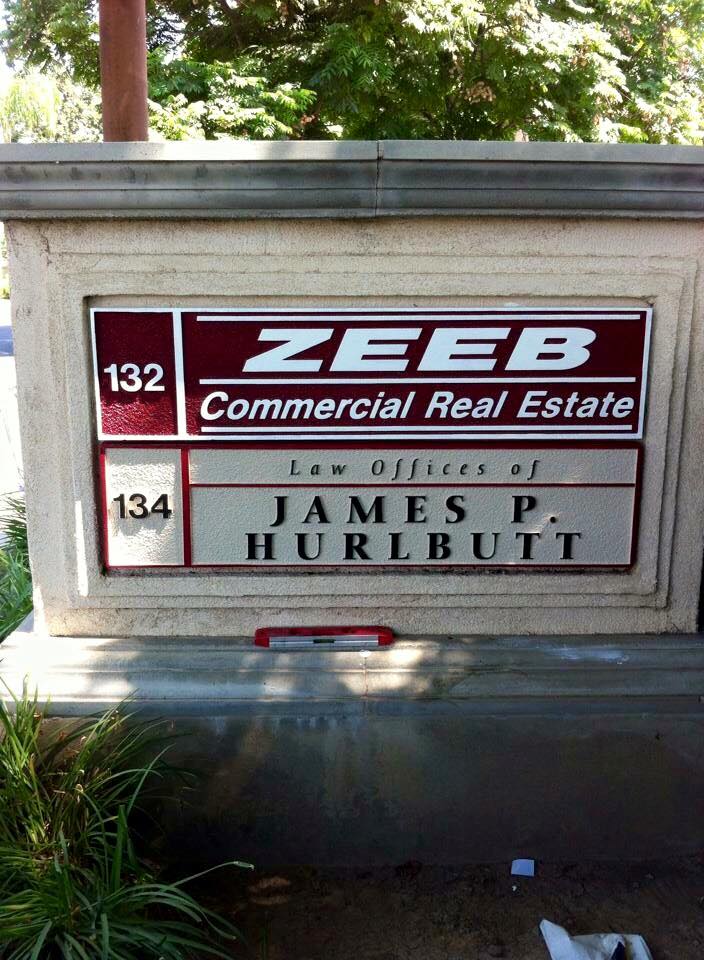 132
ZEEB
Commercial Real Estate
134
Law Offices of
JAMES P.
HURLBUTT